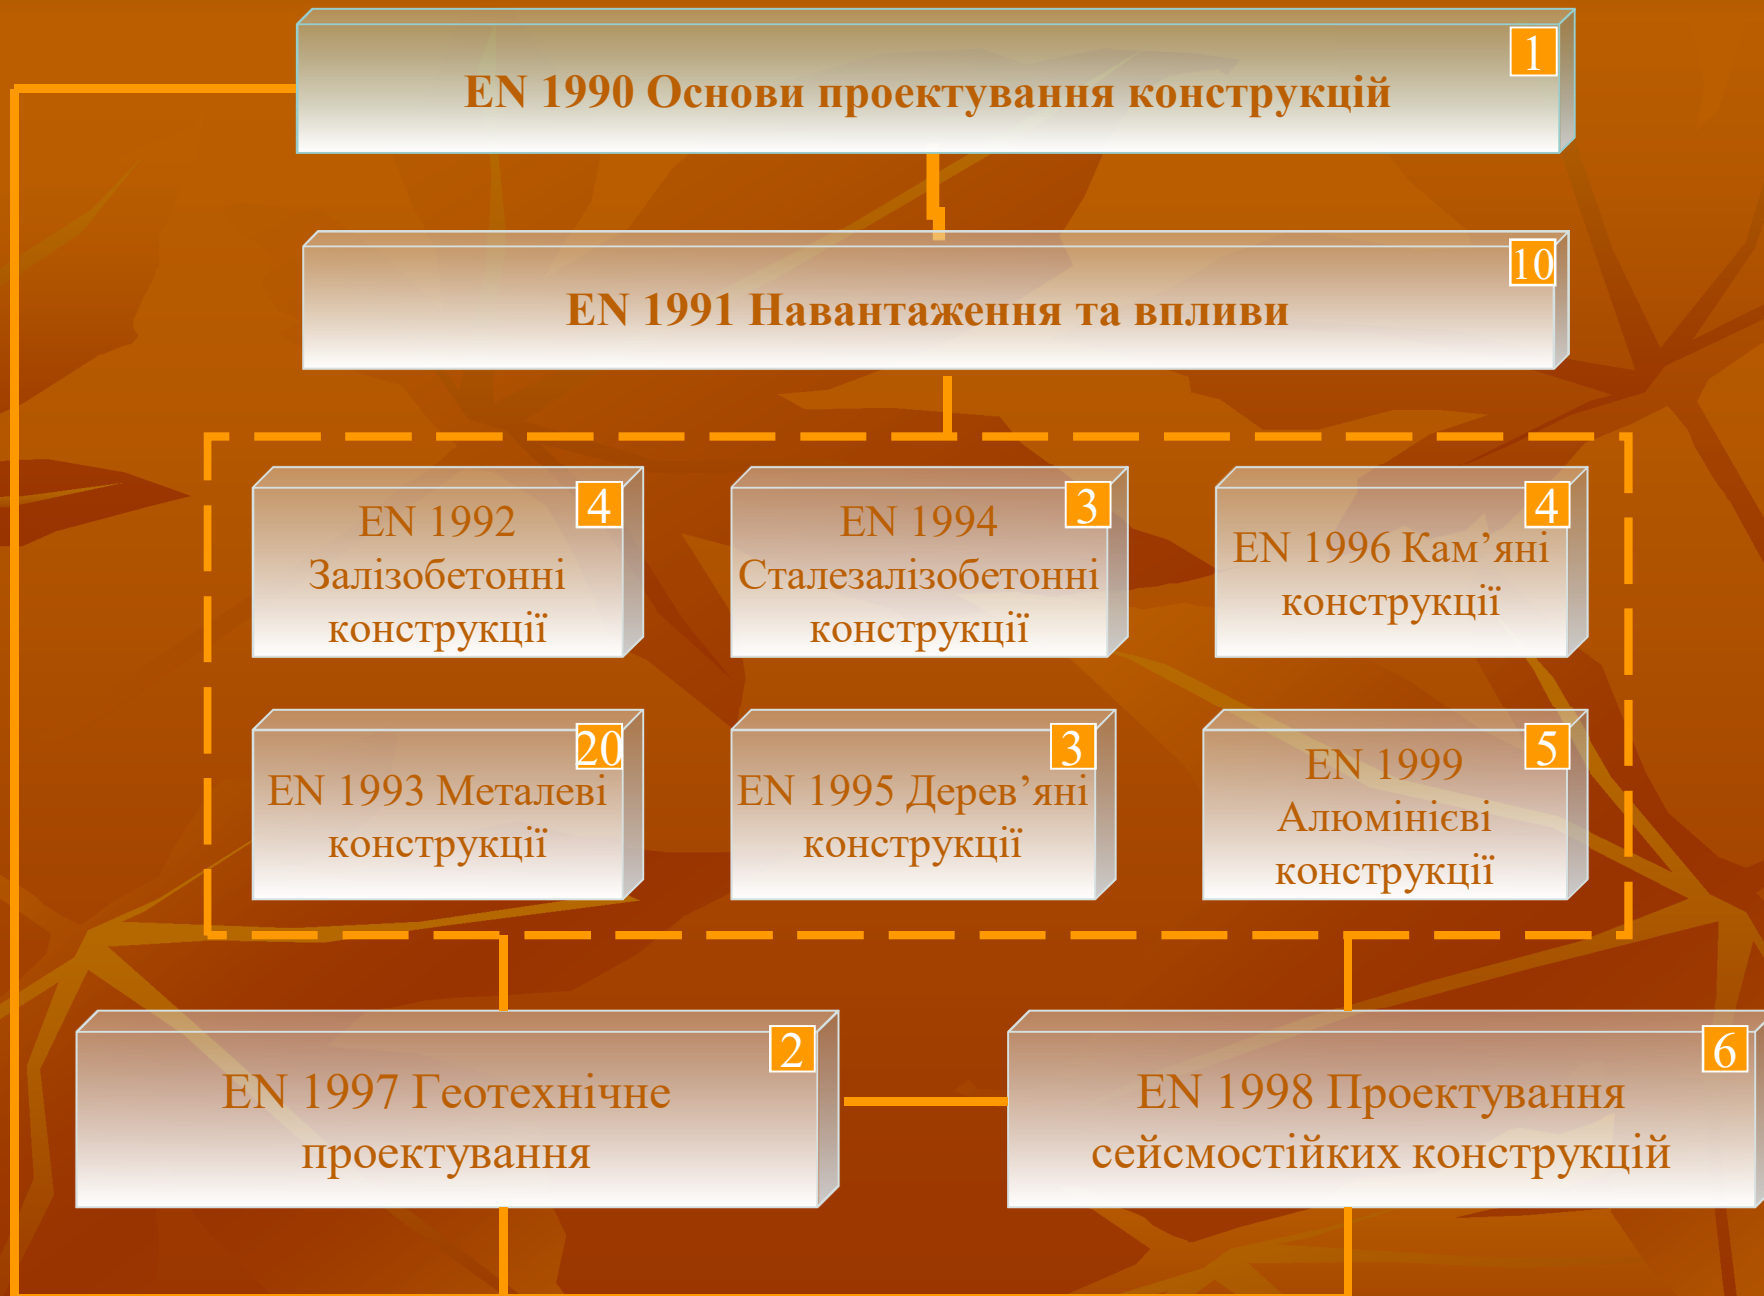 1
EN 1990 Основи проектування конструкцій
10
EN 1991 Навантаження та впливи
4
EN 1992
Залізобетонні
конструкції
3
EN 1994
Сталезалізобетонні
конструкції
4
EN 1996 Кам’яні
конструкції
20
EN 1993 Металеві
конструкції
3
EN 1995 Дерев’яні
конструкції
5
EN 1999
Алюмінієві
конструкції
2
EN 1997 Геотехнічне
проектування
6
EN 1998 Проектування
сейсмостійких конструкцій